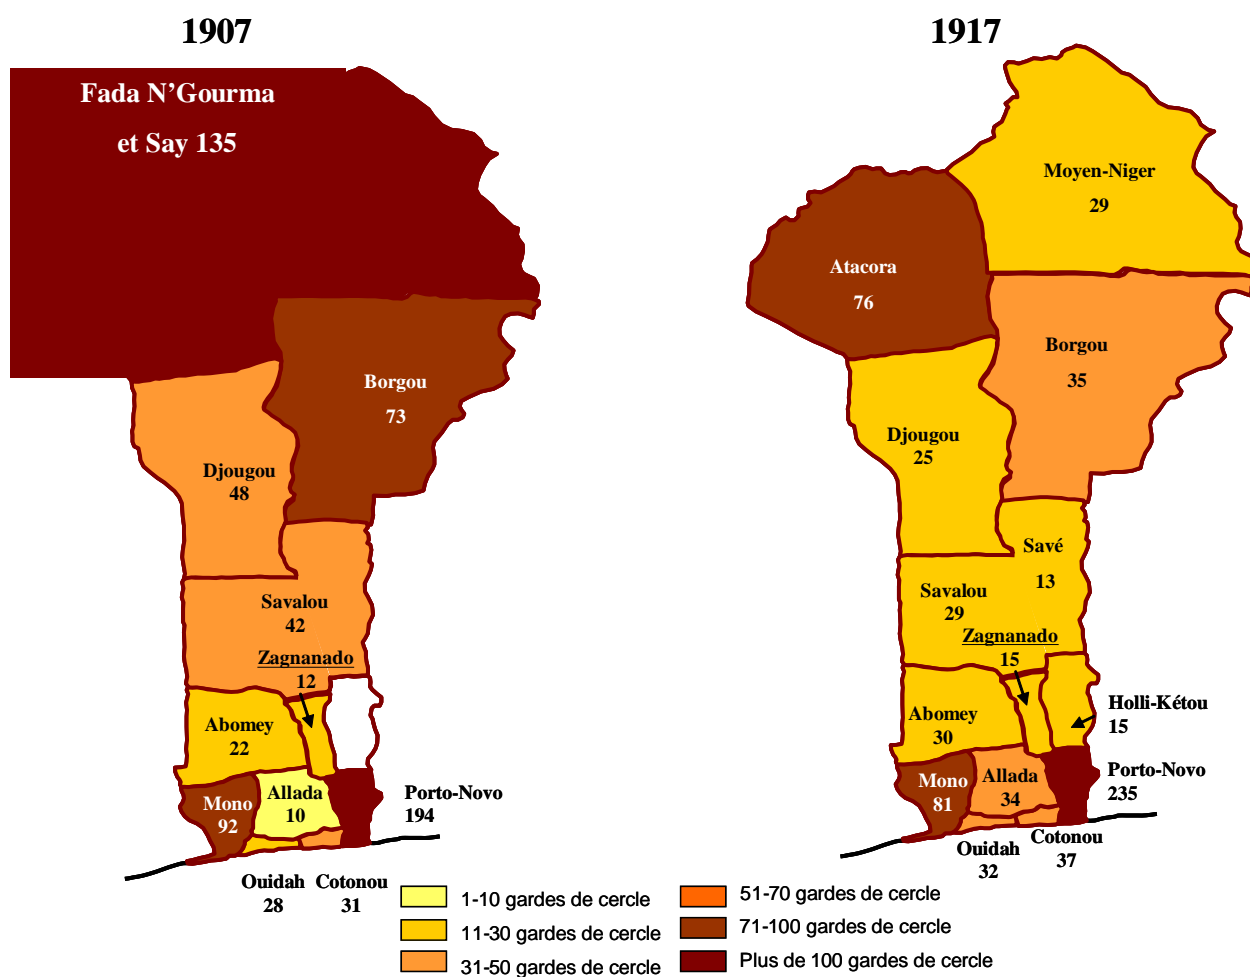 1907
Fada N’Gourma
et Say 135
Borgou
73
Djougou
48
Savalou
42
Zagnanado
12
Abomey
22
Mono
92
Allada
10
Porto-Novo
194
Ouidah
28
Cotonou
31
1917
Moyen-Niger
29
Atacora
76
Borgou
35
Djougou
25
Savé
13
Savalou
29
Zagnanado
15
Holli-Kétou
15
Abomey
30
Mono
81
Allada
34
Porto-Novo
235
Ouidah
32
Cotonou
37
1-10 gardes de cercle
11-30 gardes de cercle
31-50 gardes de cercle
51-70 gardes de cercle
71-100 gardes de cercle
Plus de 100 gardes de cercle